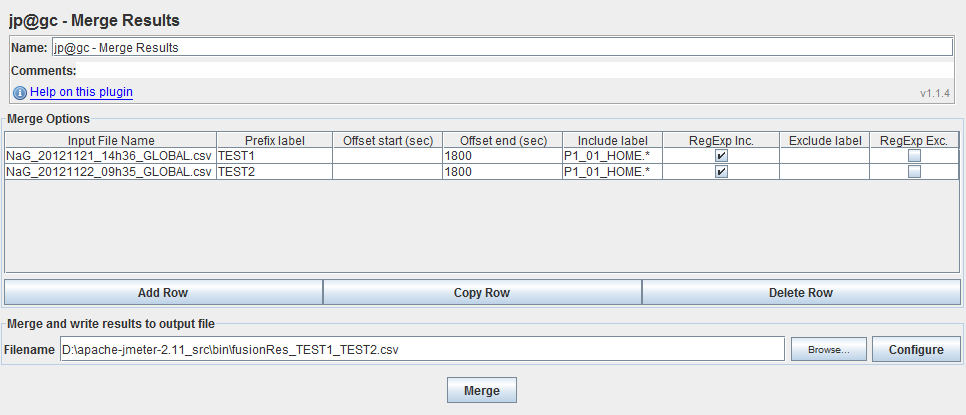 jp@gc - Merge Results
Name: jp@gc - Merge Results
Comments:
Help on this plugin v1.1.4
Merge Options
Input File Name Prefix label Offset start (sec) Offset end (sec) Include label RegExp Inc. Exclude label RegExp Exc.
NaG_20121121_14h36_GLOBAL.csv TEST1 1800 P1_01_HOME.*
NaG_20121122_09h35_GLOBAL.csv TEST2 1800 P1_01_HOME.*
Add Row Copy Row Delete Row
Merge and write results to output file
Filename D:\apache-jmeter-2.11_src\bin\fusionRes_TEST1_TEST2.csv Browse... Configure
Merge